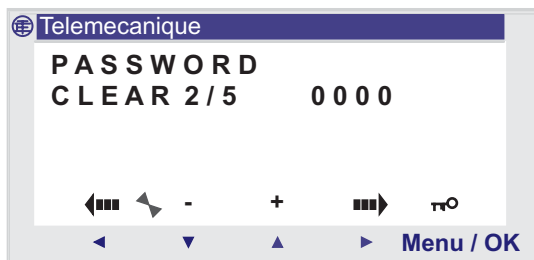 Telemecanique
PASSWORD
CLEAR 2/5 0000
- +
Menu / OK